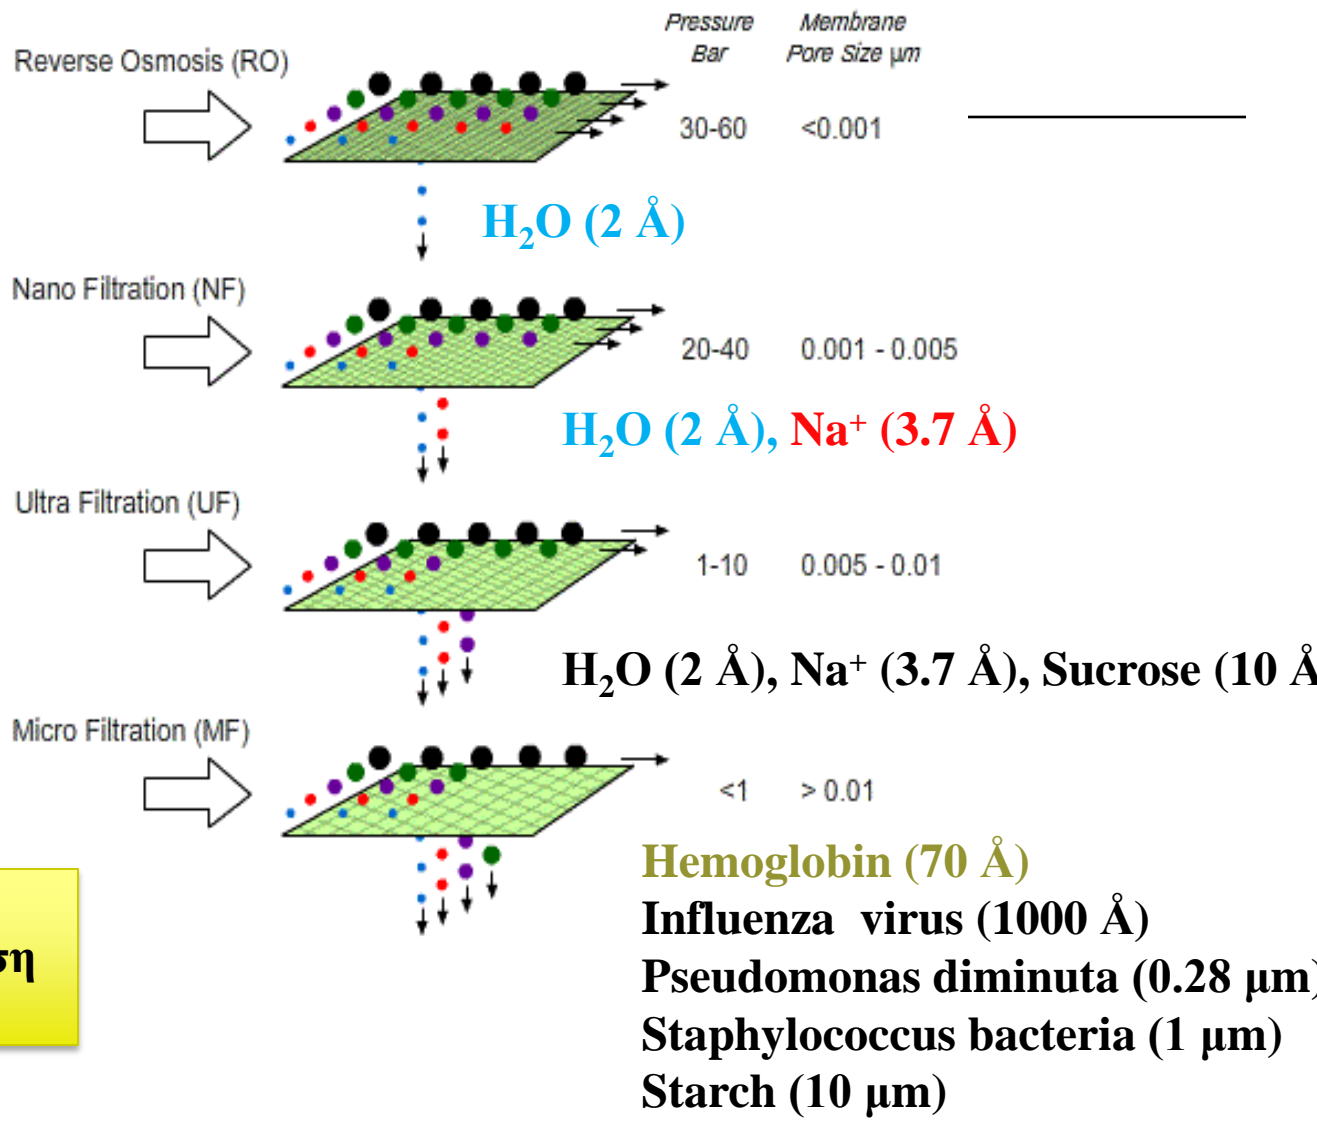 Pressure Membrane
Bar Pore Size μm
Reverse Osmosis (RO)
30-60 <0.001
H₂O (2 Å)
Nano Filtration (NF)
20-40 0.001 - 0.005
H₂O (2 Å), Na⁺ (3.7 Å)
Ultra Filtration (UF)
1-10 0.005 - 0.01
H₂O (2 Å), Na⁺ (3.7 Å), Sucrose (10 Å
Micro Filtration (MF)
<1 > 0.01
Hemoglobin (70 Å)
Influenza virus (1000 Å)
Pseudomonas diminuta (0.28 μm)
Staphylococcus bacteria (1 μm)
Starch (10 μm)